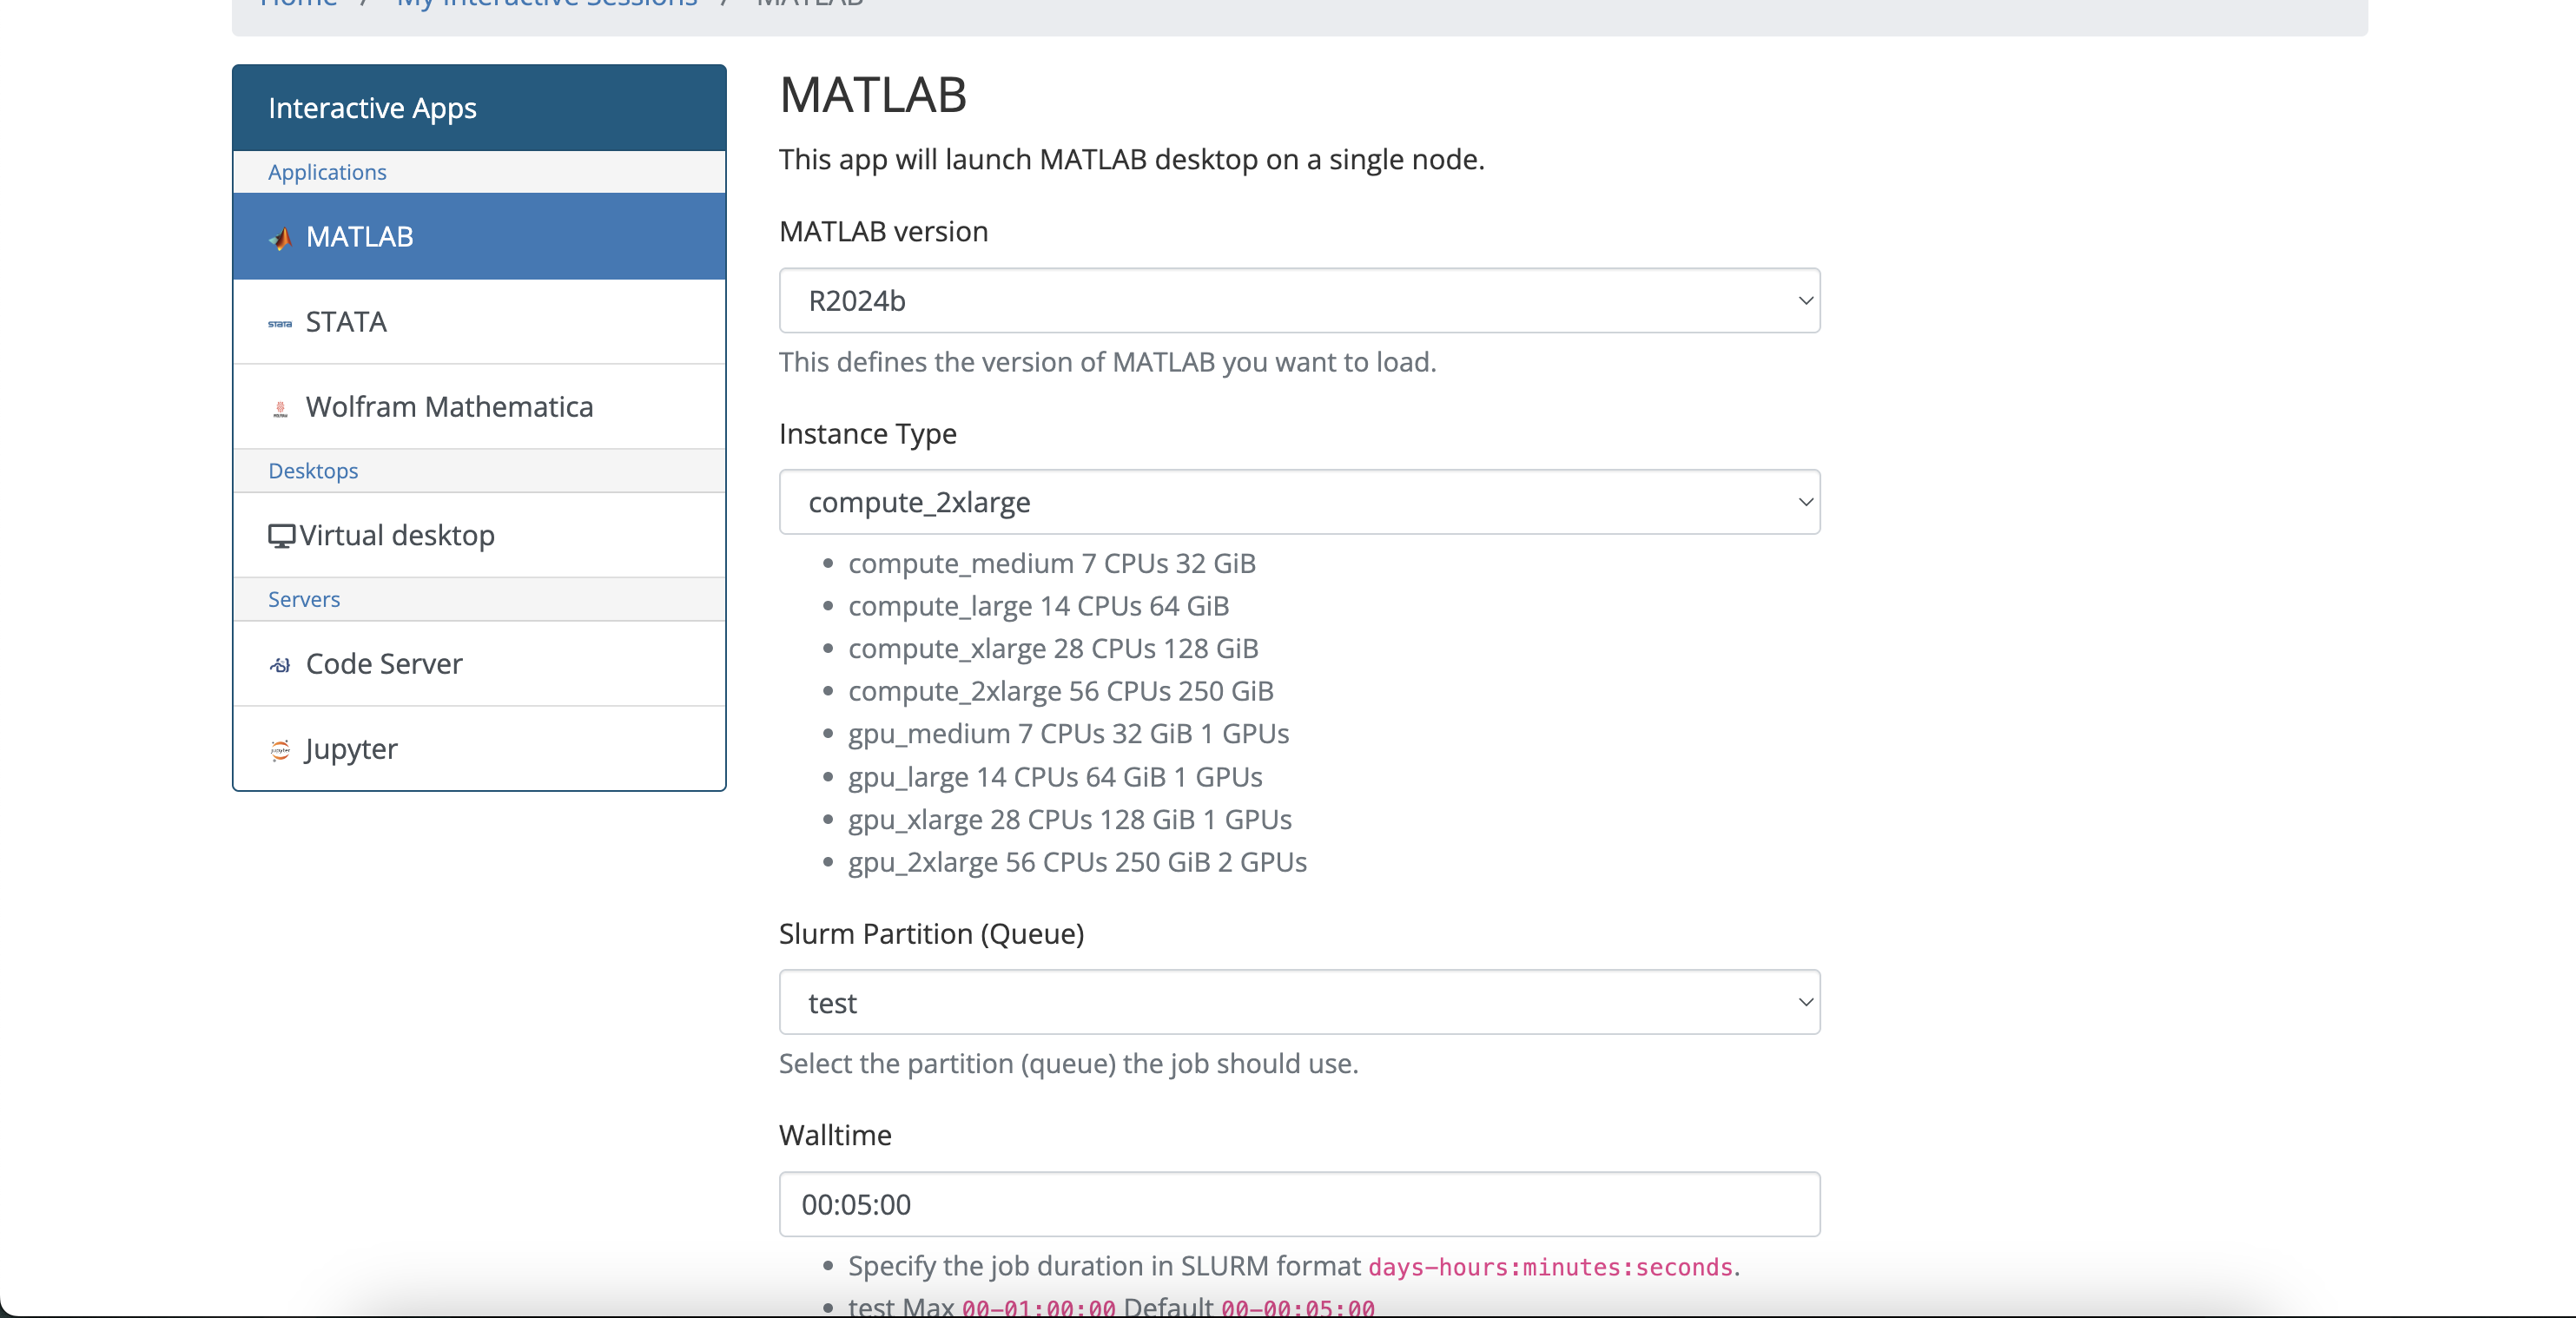 Home / My Interactive Sessions / MATLAB
Interactive Apps
Applications
MATLAB
STATA
Wolfram Mathematica
Desktops
Virtual desktop
Servers
Code Server
Jupyter
MATLAB
This app will launch MATLAB desktop on a single node.
MATLAB version
R2024b
This defines the version of MATLAB you want to load.
Instance Type
compute_2xlarge
• compute_medium 7 CPUs 32 GiB
• compute_large 14 CPUs 64 GiB
• compute_xlarge 28 CPUs 128 GiB
• compute_2xlarge 56 CPUs 250 GiB
• gpu_medium 7 CPUs 32 GiB 1 GPUs
• gpu_large 14 CPUs 64 GiB 1 GPUs
• gpu_xlarge 28 CPUs 128 GiB 1 GPUs
• gpu_2xlarge 56 CPUs 250 GiB 2 GPUs
Slurm Partition (Queue)
test
Select the partition (queue) the job should use.
Walltime
00:05:00
• Specify the job duration in SLURM format days-hours:minutes:seconds.
• test Max 00-01:00:00 Default 00-00:05:00